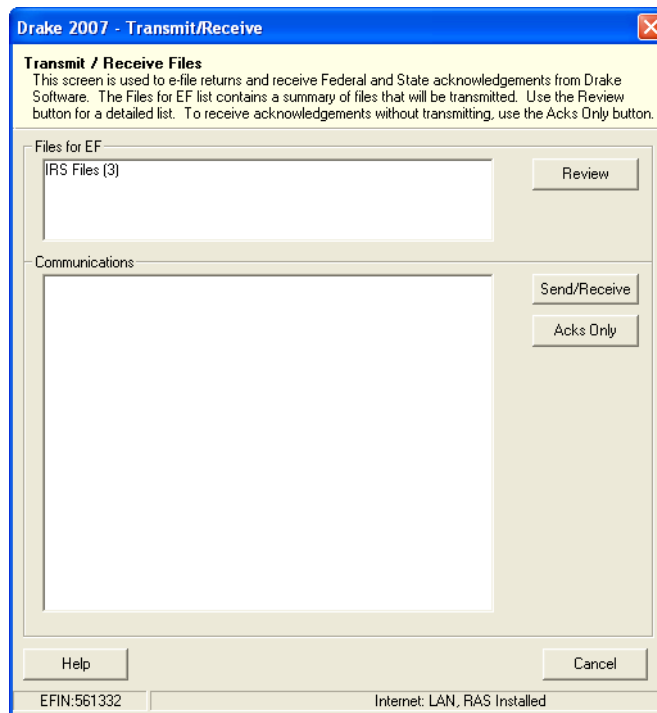 Drake 2007 - Transmit/Receive
Transmit / Receive Files
This screen is used to e-file returns and receive Federal and State acknowledgements from Drake
Software. The Files for EF list contains a summary of files that will be transmitted. Use the Review
button for a detailed list. To receive acknowledgements without transmitting, use the Acks Only button.
Files for EF
IRS Files (3)
Review
Communications
Send/Receive
Acks Only
Help
Cancel
EFIN:561332
Internet: LAN, RAS Installed